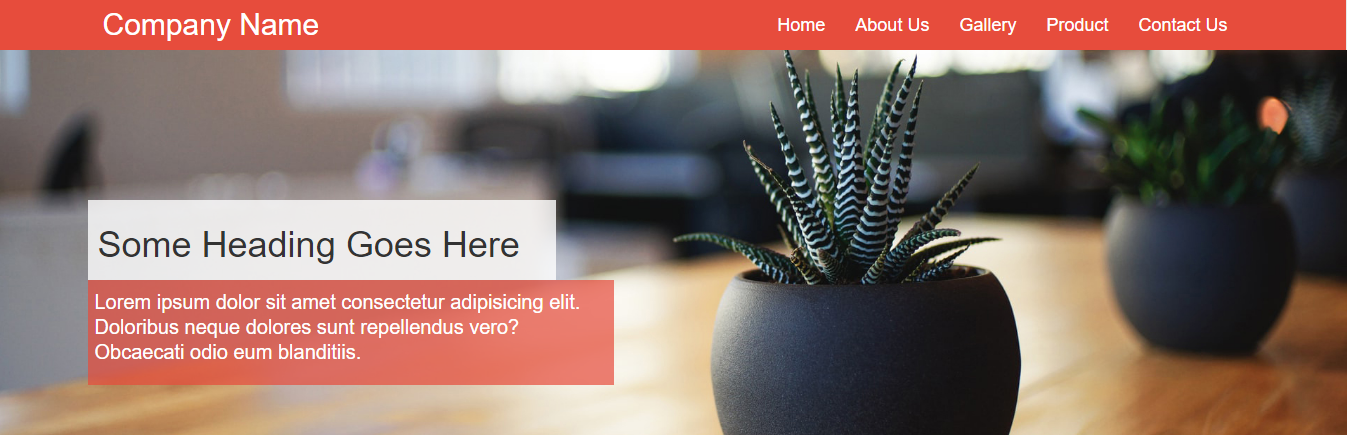 Company Name
Home About Us Gallery Product Contact Us
Some Heading Goes Here
Lorem ipsum dolor sit amet consectetur adipisicing elit.
Doloribus neque dolores sunt repellendus vero?
Obcaecati odio eum blanditiis.